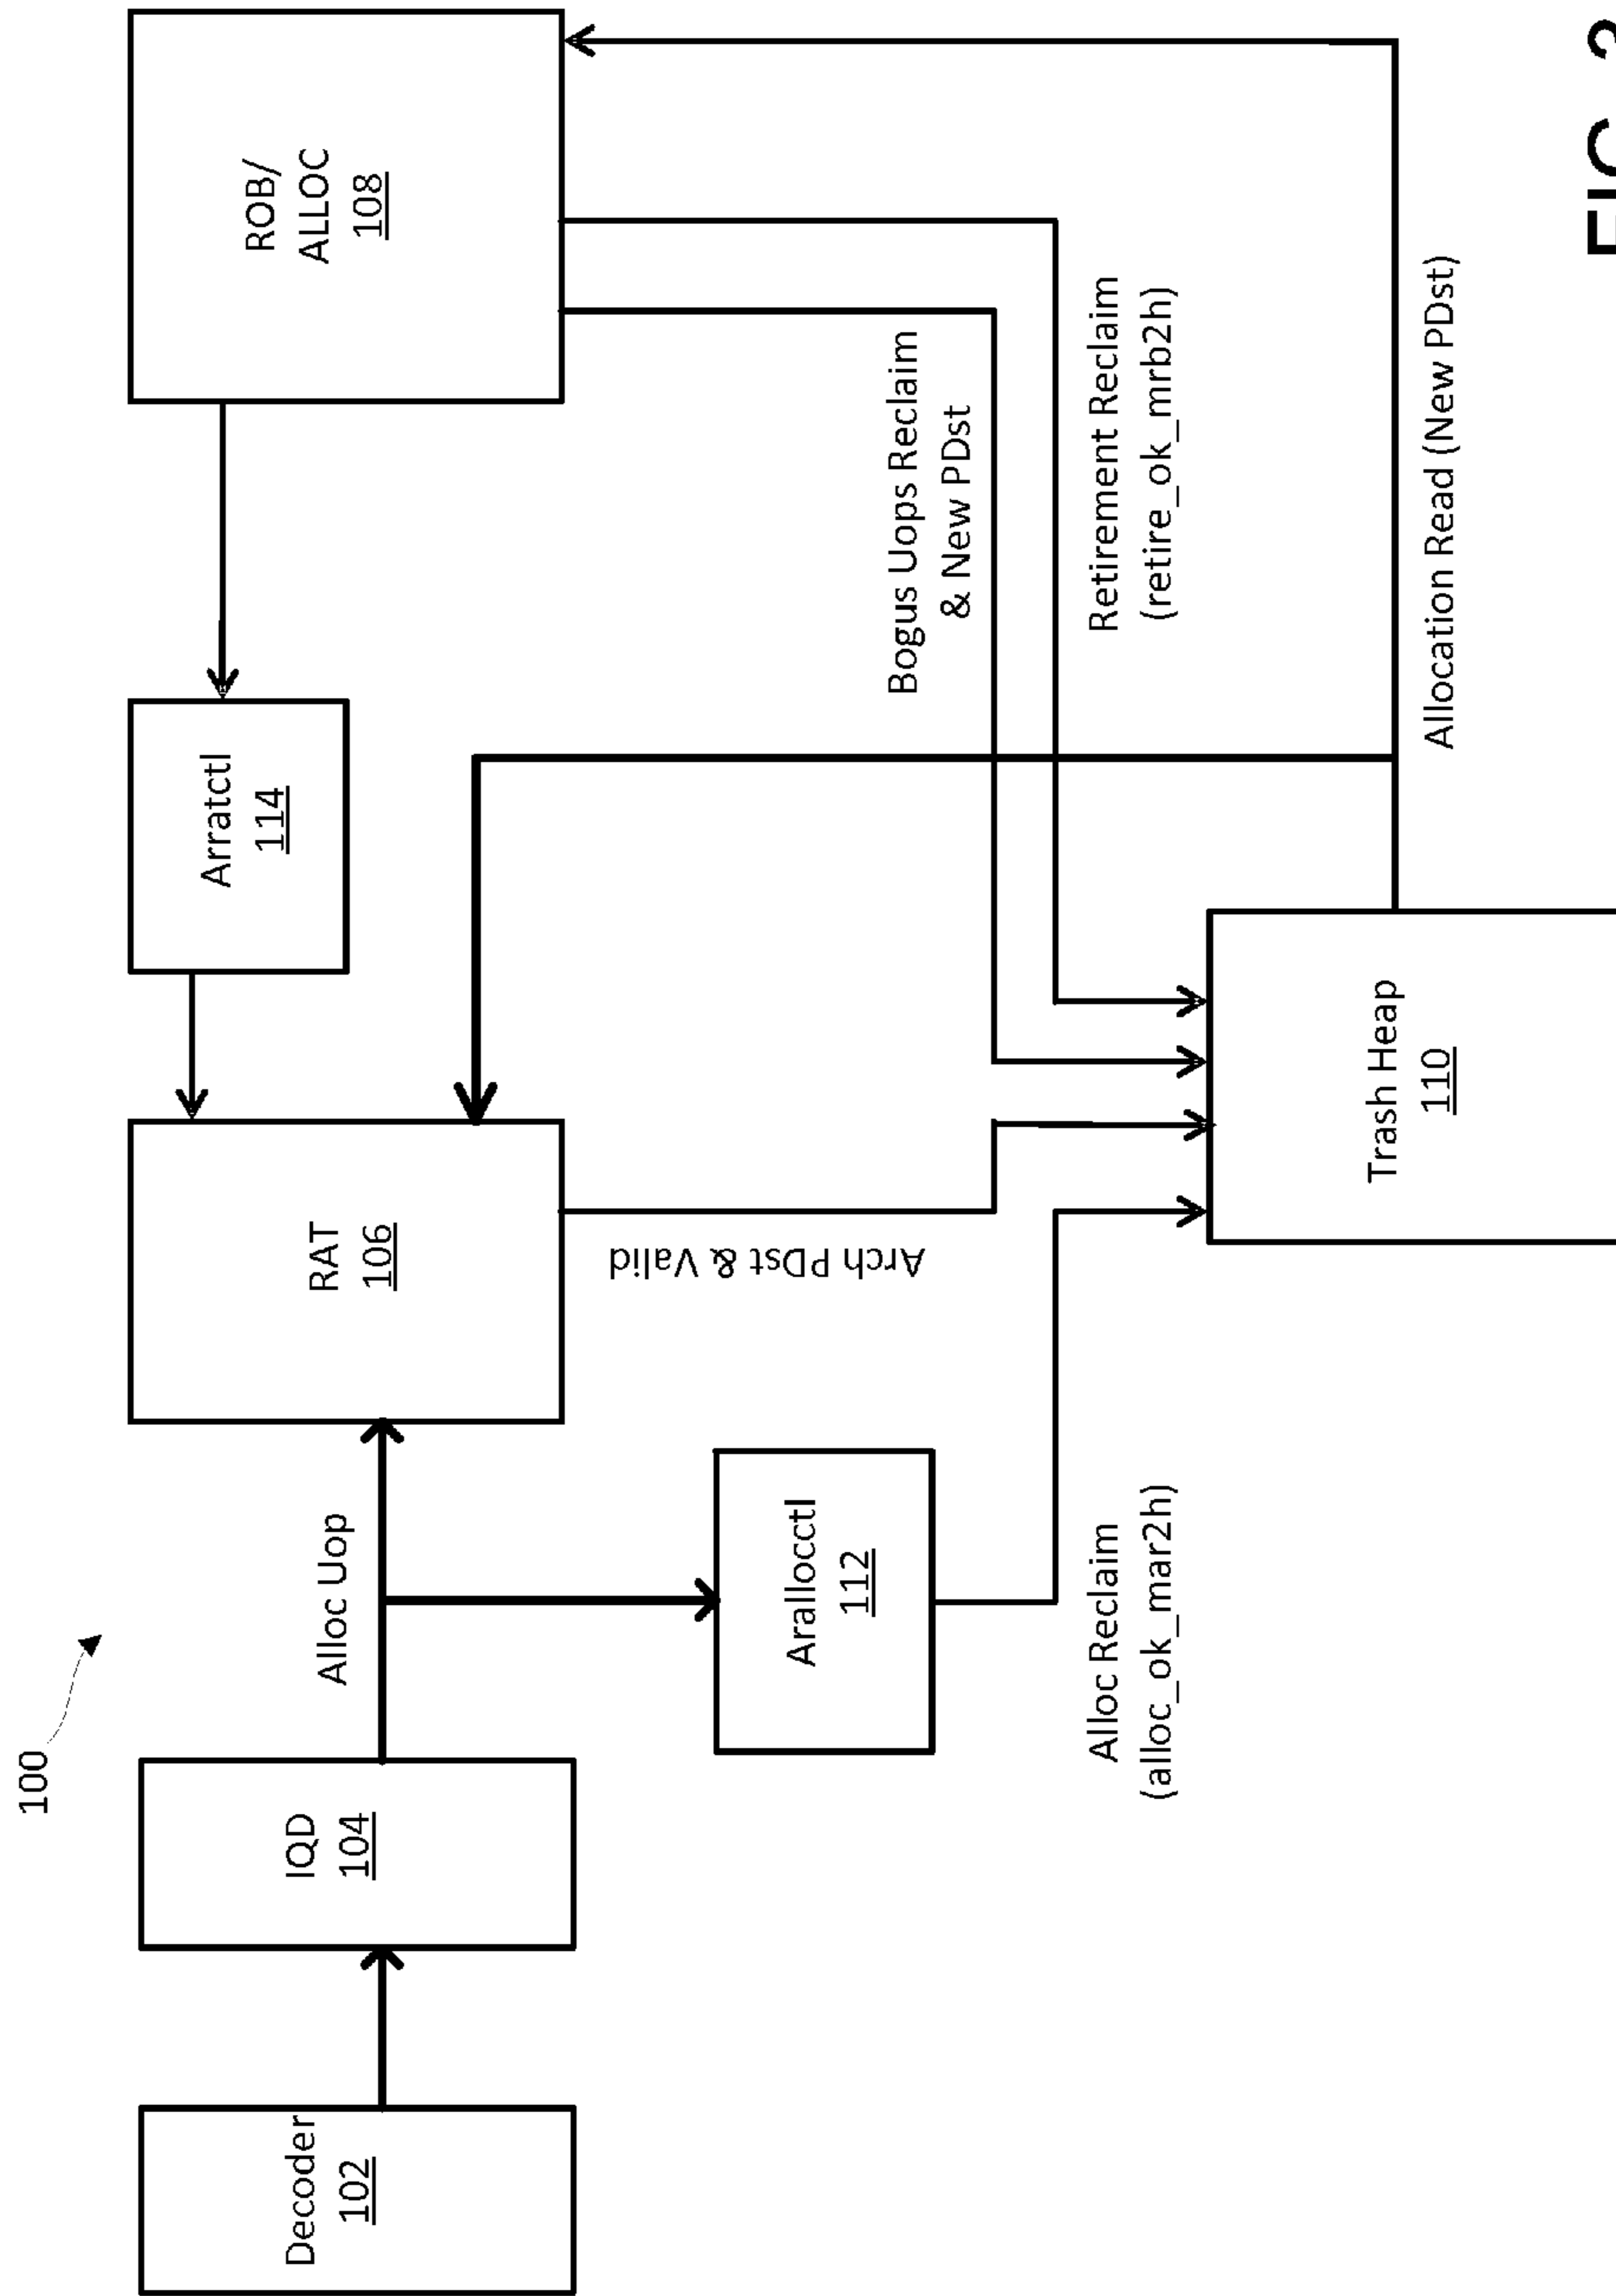 100
Decoder
102
IQD
104
Alloc Uop
RAT
106
Arratctl
114
ROB/
ALLOC
108
Arallocctl
112
Arch PDst & Valid
Bogus Uops Reclaim
& New PDst
Alloc Reclaim
(alloc_ok_mar2h)
Retirement Reclaim
(retire_ok_mrb2h)
Trash Heap
110
Allocation Read (New PDst)